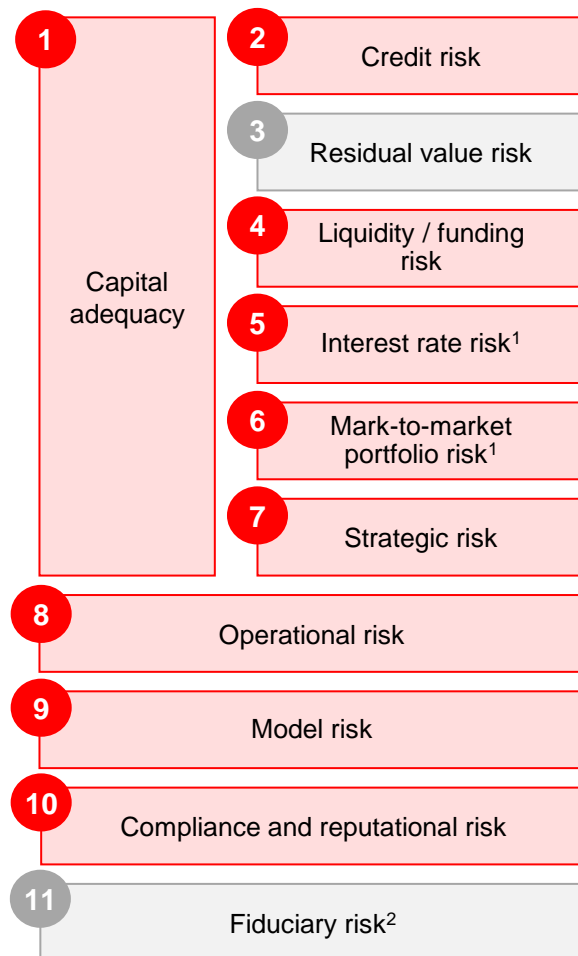 1
Capital
adequacy
2
Credit risk
3
Residual value risk
4
Liquidity / funding
risk
5
Interest rate risk¹
6
Mark-to-market
portfolio risk¹
7
Strategic risk
8
Operational risk
9
Model risk
10
Compliance and reputational risk
11
Fiduciary risk²